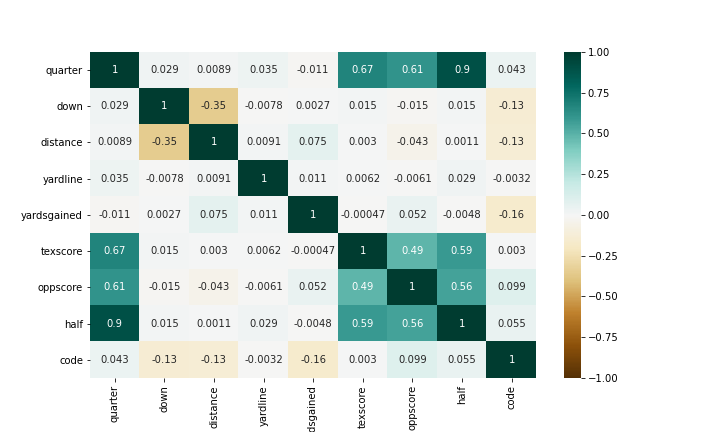 quarter 1 0.029 0.0089 0.035 -0.011 0.67 0.61 0.9 0.043
down 0.029 1 -0.35 -0.0078 0.0027 0.015 -0.015 0.015 -0.13
distance 0.0089 -0.35 1 0.0091 0.075 0.003 -0.043 0.0011 -0.13
yardline 0.035 -0.0078 0.0091 1 0.011 0.0062 -0.0061 0.029 -0.0032
yardsgained -0.011 0.0027 0.075 0.011 1 -0.00047 0.052 -0.0048 -0.16
texscore 0.67 0.015 0.003 0.0062 -0.00047 1 0.49 0.59 0.003
oppscore 0.61 -0.015 -0.043 -0.0061 0.052 0.49 1 0.56 0.099
half 0.9 0.015 0.0011 0.029 -0.0048 0.59 0.56 1 0.055
code 0.043 -0.13 -0.13 -0.0032 -0.16 0.003 0.099 0.055 1
quarter
down
distance
yardline
dsgained
texscore
oppscore
half
code
1.00
0.75
0.50
0.25
0.00
−0.25
−0.50
−0.75
−1.00